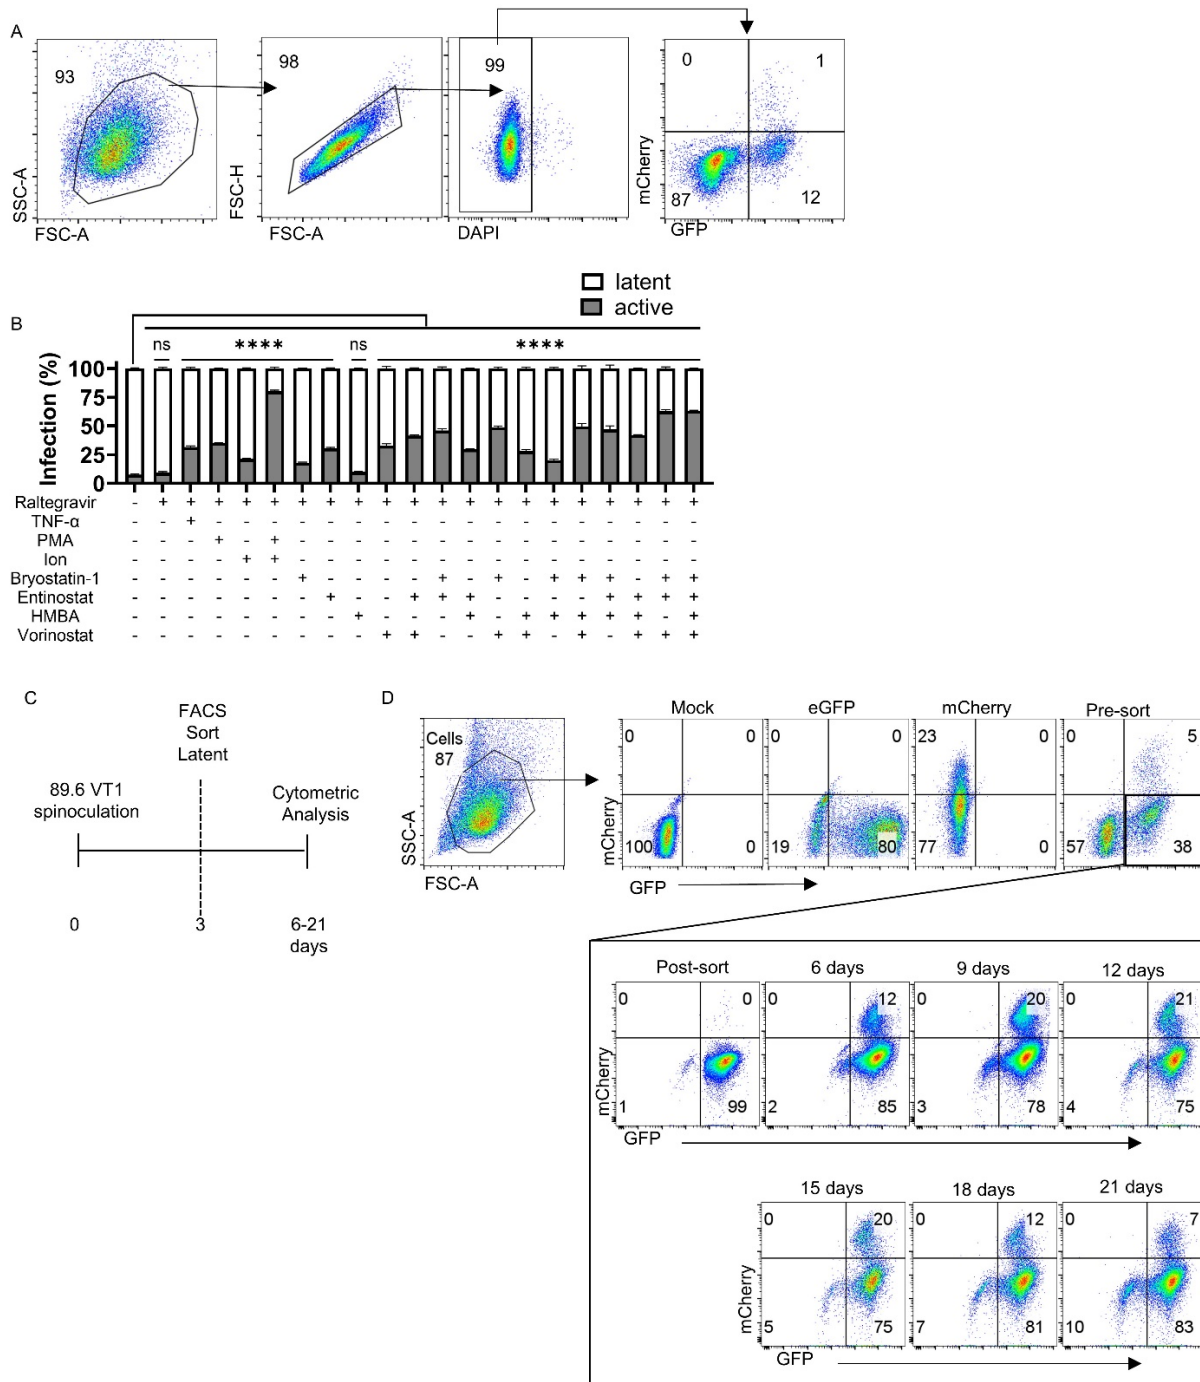 A
93
98
99
0 1
87 12
SSC-A
FSC-A
FSC-H
FSC-A
DAPI
mCherry
GFP
B
latent
active
ns **** ns ****
Infection (%)
100
75
50
25
0
Raltegravir - + + + + + + + + + + + + + + + + + + + +
TNF-α - - + - - - - - - - - - - - - - - - - - -
PMA - - - + - + - - - - - - - - - - - - - - -
Ion - - - - + + - - - - - - - - - - - - - - -
Bryostatin-1 - - - - - - + - - - - + - + - + + + - + +
Entinostat - - - - - - - + - - + + + - - - - + + + +
HMBA - - - - - - - - + - - - + - + + + + + - +
Vorinostat - - - - - - - - - + + - - + + - + - + + +
C
FACS
Sort
Latent
89.6 VT1
spinoculation
Cytometric
Analysis
0 3 6-21
days
D
Cells
87
SSC-A
FSC-A
Mock eGFP mCherry Pre-sort
0 0 0 0 23 0 0 5
100 0 19 80 77 0 57 38
mCherry
GFP
Post-sort 6 days 9 days 12 days
0 0 0 12 0 20 0 21
1 99 2 85 3 78 4 75
mCherry
GFP
15 days 18 days 21 days
0 20 0 12 0 7
5 75 7 81 10 83
mCherry
GFP